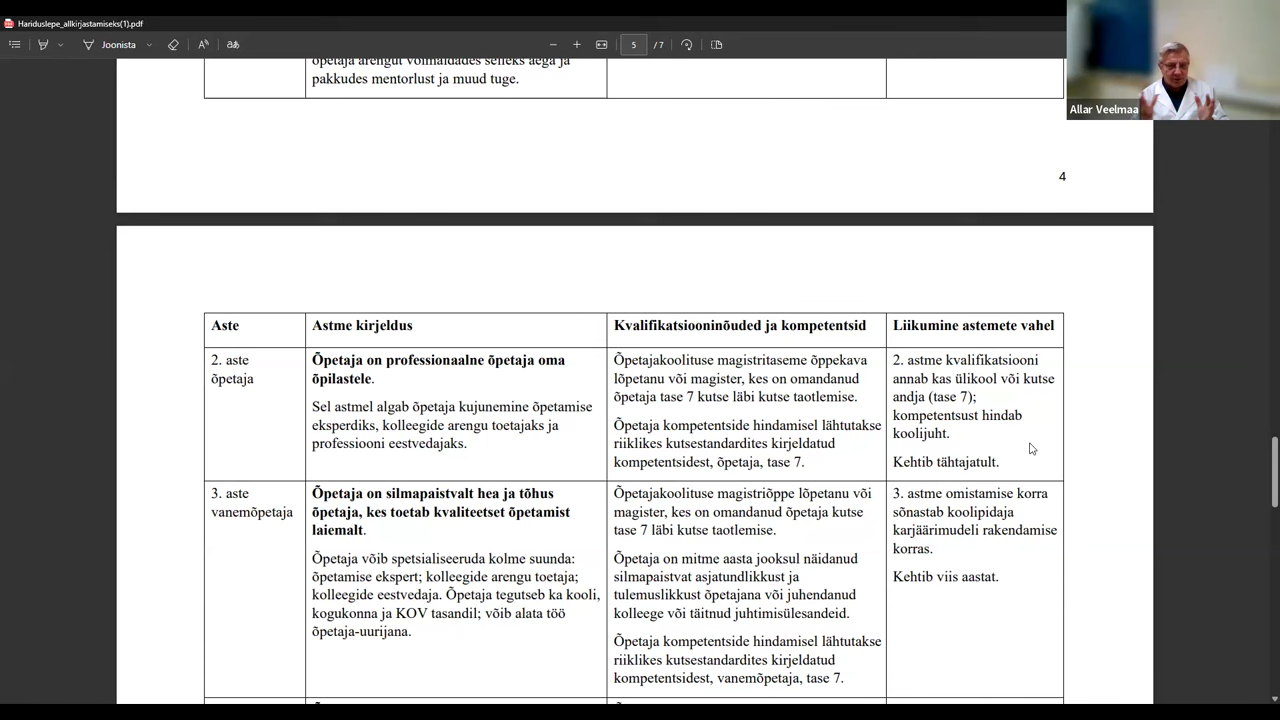 Hariduslepe_allkirjastamiseks(1).pdf
Joonista
5 / 7
Allar Veelmaa
õpetaja arengut võimaldades selleks aega ja
pakkudes mentorlust ja muud tuge.
4
Aste
Astme kirjeldus
Kvalifikatsiooninõuded ja kompetentsid
Liikumine astemete vahel
2. aste
õpetaja
Õpetaja on professionaalne õpetaja oma
õpilastele.
Sel astmel algab õpetaja kujunemine õpetamise
eksperdiks, kolleegide arengu toetajaks ja
professiooni eestvedajaks.
Õpetajakoolituse magistritaseme õppekava
lõpetanu või magister, kes on omandanud
õpetaja tase 7 kutse läbi kutse taotlemise.
Õpetaja kompetentside hindamisel lähtutakse
riiklikes kutsestandardites kirjeldatud
kompetentsidest, õpetaja, tase 7.
2. astme kvalifikatsiooni
annab kas ülikool või kutse
andja (tase 7);
kompetentsust hindab
koolijuht.
Kehtib tähtajatult.
3. aste
vanemõpetaja
Õpetaja on silmapaistvalt hea ja tõhus
õpetaja, kes toetab kvaliteetset õpetamist
laiemalt.
Õpetaja võib spetsialiseeruda kolme suunda:
õpetamise ekspert; kolleegide arengu toetaja;
kolleegide eestvedaja. Õpetaja tegutseb ka kooli,
kogukonna ja KOV tasandil; võib alata töö
õpetaja-uurijana.
Õpetajakoolituse magistriõppe lõpetanu või
magister, kes on omandanud õpetaja kutse
tase 7 läbi kutse taotlemise.
Õpetaja on mitme aasta jooksul näidanud
silmapaistvat asjatundlikkust ja
tulemuslikkust õpetajana või juhendanud
kolleege või täitnud juhtimisülesandeid.
Õpetaja kompetentside hindamisel lähtutakse
riiklikes kutsestandardites kirjeldatud
kompetentsidest, vanemõpetaja, tase 7.
3. astme omistamise korra
sõnastab koolipidaja
karjäärimudeli rakendamise
korras.
Kehtib viis aastat.